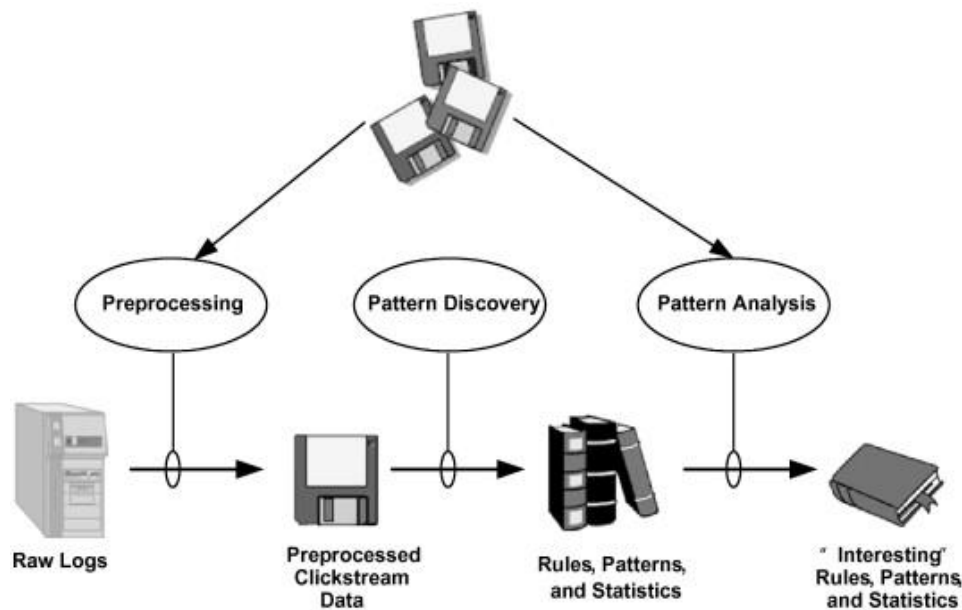 Preprocessing
Pattern Discovery
Pattern Analysis
Raw Logs
Preprocessed
Clickstream
Data
Rules, Patterns,
and Statistics
" Interesting"
Rules, Patterns,
and Statistics